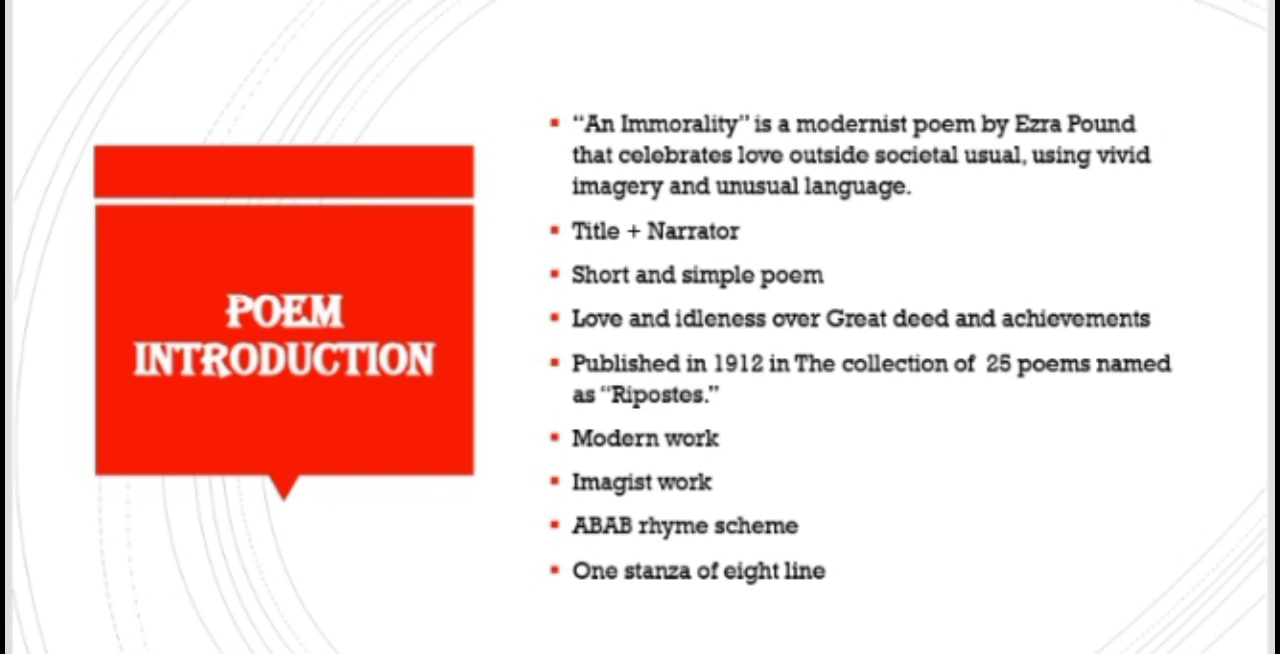 POEM
INTRODUCTION
▪ “An Immorality” is a modernist poem by Ezra Pound
that celebrates love outside societal usual, using vivid
imagery and unusual language.
▪ Title + Narrator
▪ Short and simple poem
▪ Love and idleness over Great deed and achievements
▪ Published in 1912 in The collection of 25 poems named
as “Ripostes.”
▪ Modern work
▪ Imagist work
▪ ABAB rhyme scheme
▪ One stanza of eight line